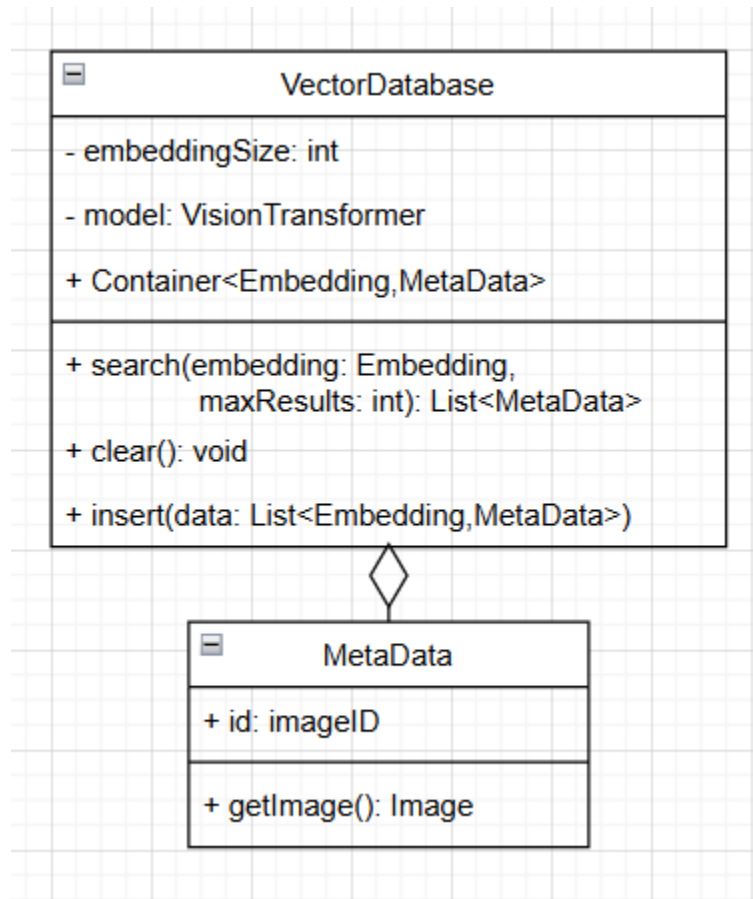 VectorDatabase
- embeddingSize: int
- model: VisionTransformer
+ Container<Embedding,MetaData>
+ search(embedding: Embedding,
maxResults: int): List<MetaData>
+ clear(): void
+ insert(data: List<Embedding,MetaData>)
MetaData
+ id: imageID
+ getImage(): Image